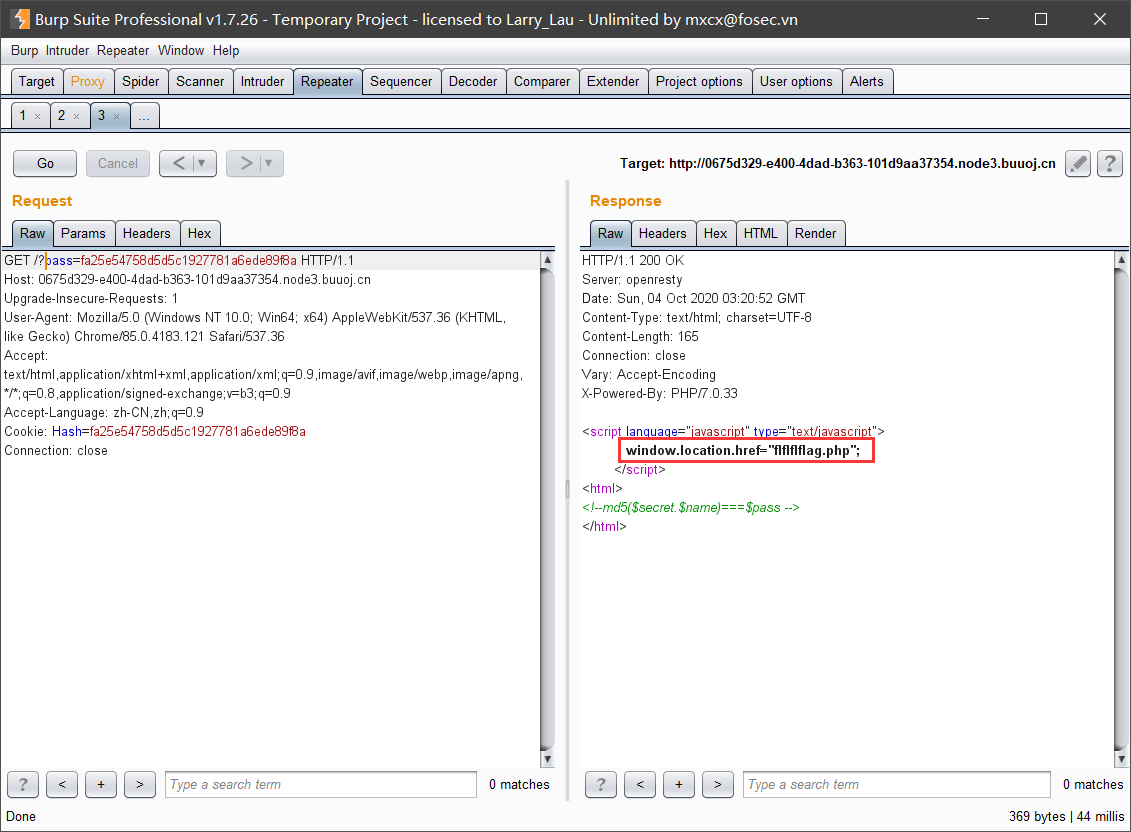 Burp Suite Professional v1.7.26 - Temporary Project - licensed to Larry_Lau - Unlimited by mxcx@fosec.vn
Burp Intruder Repeater Window Help
Target Proxy Spider Scanner Intruder Repeater Sequencer Decoder Comparer Extender Project options User options Alerts
1 × 2 × 3 × ...
Go Cancel < ▼ > ▼ Target: http://0675d329-e400-4dad-b363-101d9aa37354.node3.buuoj.cn ?
Request
Raw Params Headers Hex
GET /?pass=fa25e54758d5d5c1927781a6ede89f8a HTTP/1.1
Host: 0675d329-e400-4dad-b363-101d9aa37354.node3.buuoj.cn
Upgrade-Insecure-Requests: 1
User-Agent: Mozilla/5.0 (Windows NT 10.0; Win64; x64) AppleWebKit/537.36 (KHTML,
like Gecko) Chrome/85.0.4183.121 Safari/537.36
Accept:
text/html,application/xhtml+xml,application/xml;q=0.9,image/avif,image/webp,image/apng,
*/*;q=0.8,application/signed-exchange;v=b3;q=0.9
Accept-Language: zh-CN,zh;q=0.9
Cookie: Hash=fa25e54758d5d5c1927781a6ede89f8a
Connection: close
? < + > Type a search term 0 matches
Response
Raw Headers Hex HTML Render
HTTP/1.1 200 OK
Server: openresty
Date: Sun, 04 Oct 2020 03:20:52 GMT
Content-Type: text/html; charset=UTF-8
Content-Length: 165
Connection: close
Vary: Accept-Encoding
X-Powered-By: PHP/7.0.33
<script language="javascript" type="text/javascript">
window.location.href="flflflflag.php";
</script>
<html>
<!--md5($secret.$name)===$pass -->
</html>
? < + > Type a search term 0 matches
Done 369 bytes | 44 millis